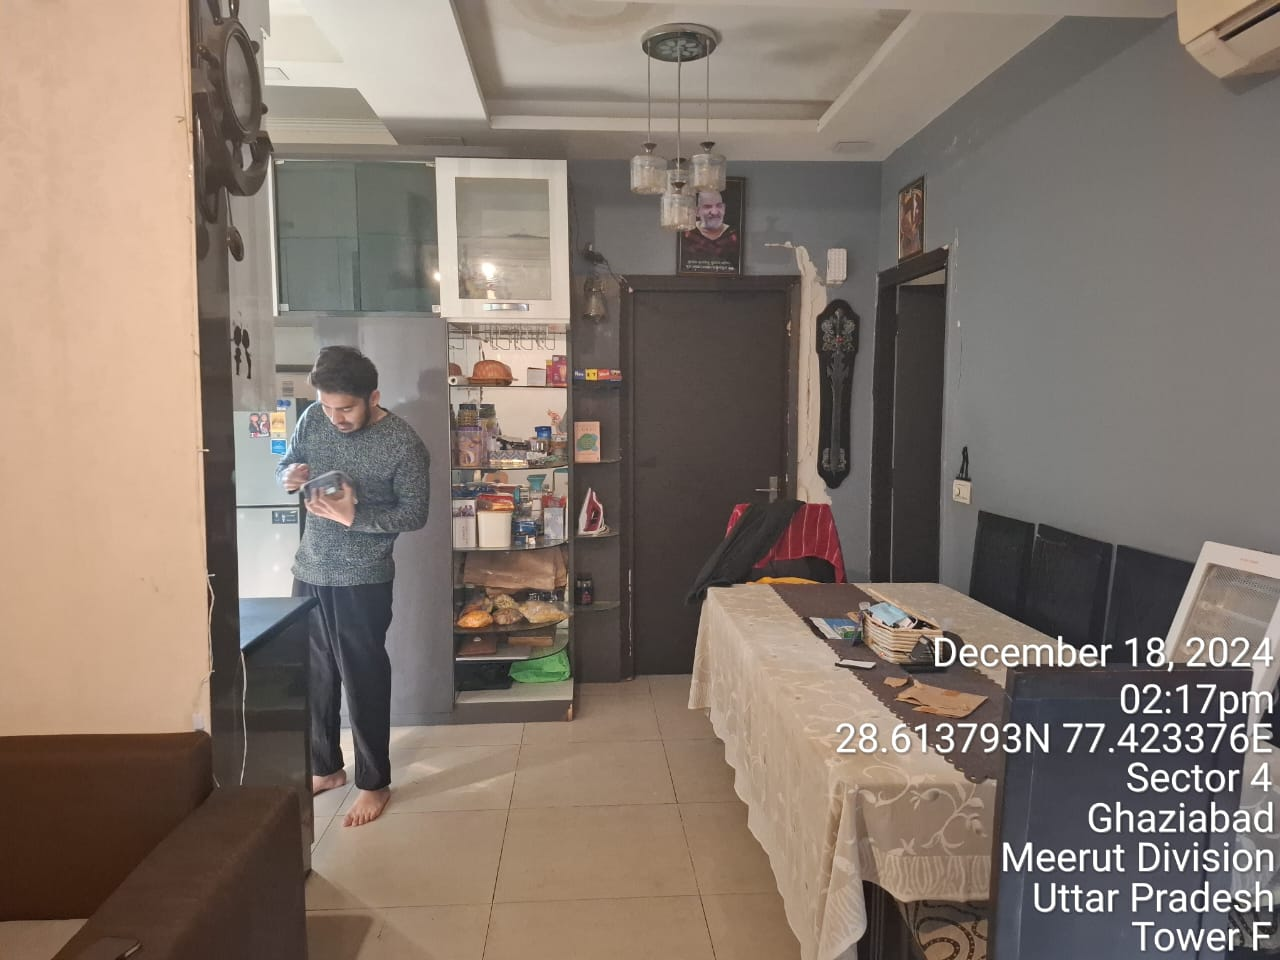 December 18, 2024
02:17pm
28.613793N 77.423376E
Sector 4
Ghaziabad
Meerut Division
Uttar Pradesh
Tower F